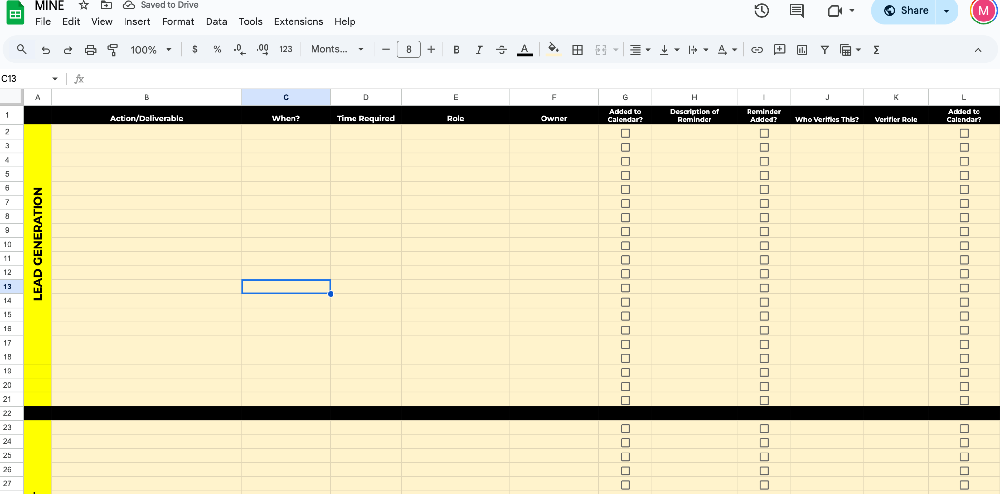 MINE
Saved to Drive
File Edit View Insert Format Data Tools Extensions Help
Share
M
100%
$ % .0 .00 123 Monts... 8 B I S A A Σ
C13
fx
A B C D E F G H I J K L
1 Action/Deliverable When? Time Required Role Owner Added to Calendar? Description of Reminder Reminder Added? Who Verifies This? Verifier Role Added to Calendar?
LEAD GENERATION
2
3
4
5
6
7
8
9
10
11
12
13
14
15
16
17
18
19
20
21
22
23
24
25
26
27